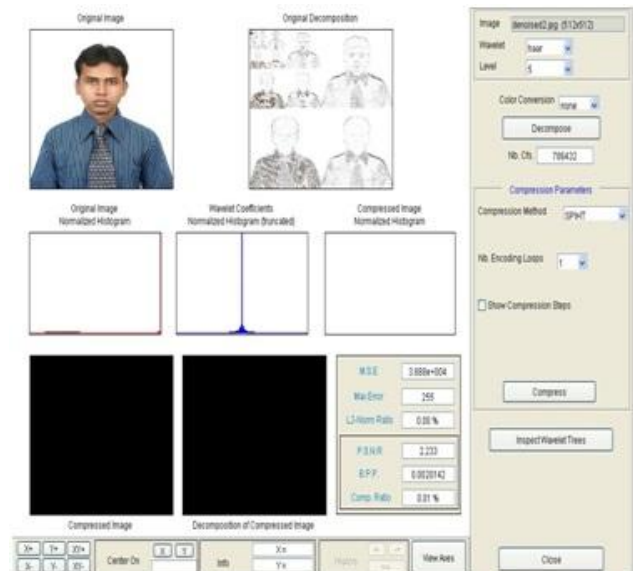 Original Image
Original Decomposition
Original Image
Normalized Histogram
Wavelet Coefficients
Normalized Histogram (truncated)
Compressed Image
Normalized Histogram
M.S.E 3.688e+004
Max Error 255
L2-Norm Ratio 0.00 %
P.S.N.R 2.233
B.P.P. 0.0020142
Comp. Ratio 0.01 %
Compressed Image
Decomposition of Compressed Image
Image denoised2.jpg (512x512)
Wavelet haar
Level 5
Color Conversion none
Decompose
Nb. Cfs. 786432
Compression Parameters
Compression Method SPIHT
Nb. Encoding Loops 1
Show Compression Steps
Compress
Inspect Wavelet Trees
Close
X+ Y+ XY+
X- Y- XY-
Center On X Y
Info X= Y=
View Axes